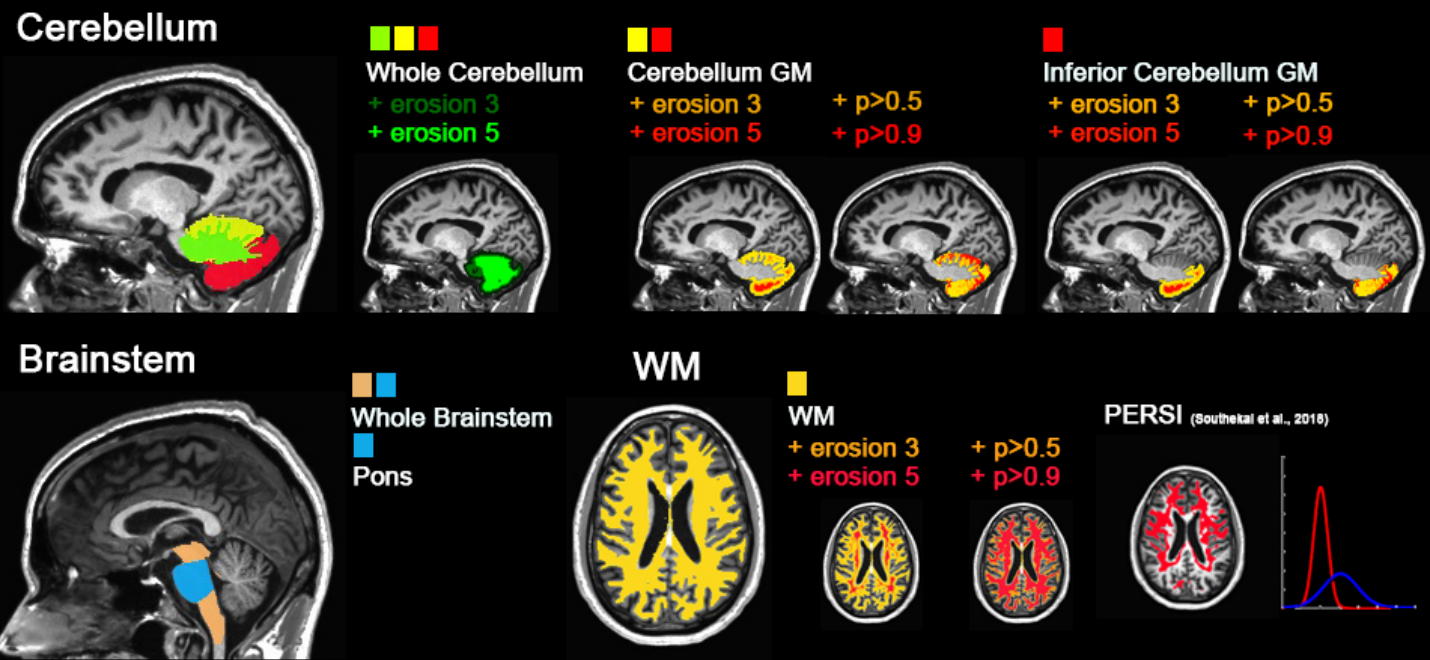 Cerebellum
Whole Cerebellum
+ erosion 3
+ erosion 5
Cerebellum GM
+ erosion 3
+ p>0.5
+ erosion 5
+ p>0.9
Inferior Cerebellum GM
+ erosion 3
+ p>0.5
+ erosion 5
+ p>0.9
Brainstem
Whole Brainstem
Pons
WM
WM
+ erosion 3
+ p>0.5
+ erosion 5
+ p>0.9
PERSI (Southekal et al., 2018)